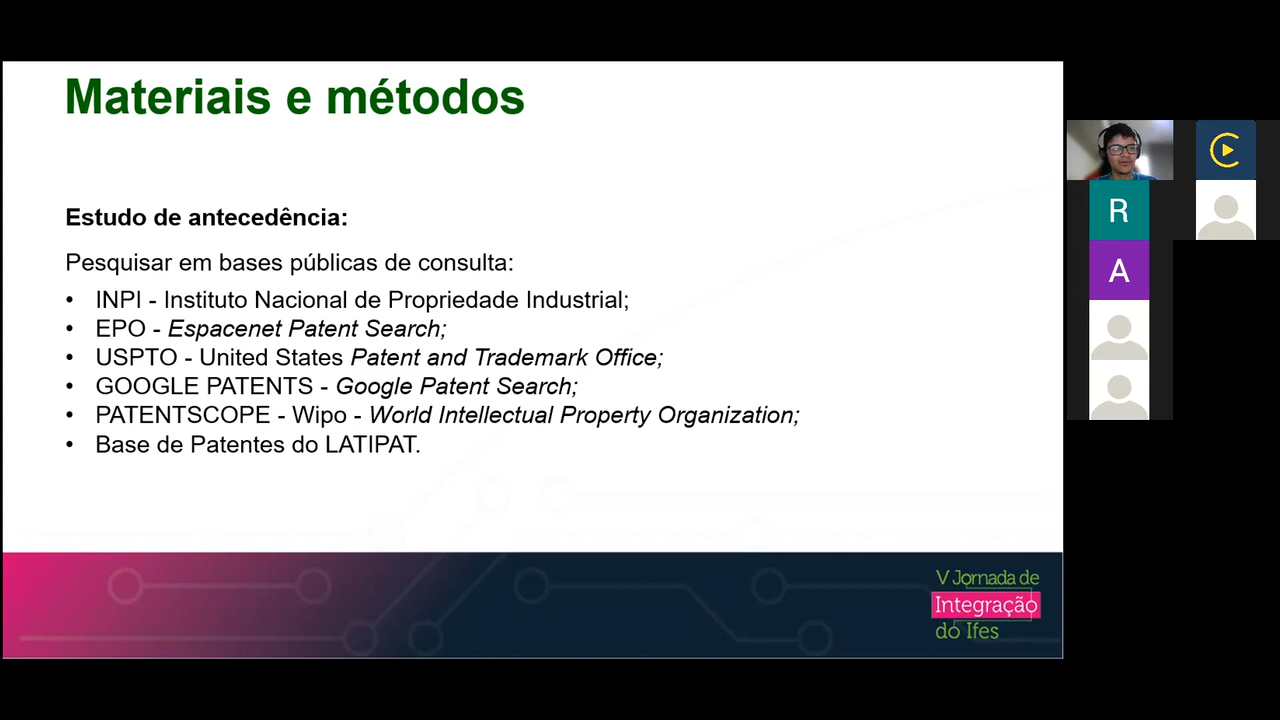 Materiais e métodos
Estudo de antecedência:
Pesquisar em bases públicas de consulta:
• INPI - Instituto Nacional de Propriedade Industrial;
• EPO - Espacenet Patent Search;
• USPTO - United States Patent and Trademark Office;
• GOOGLE PATENTS - Google Patent Search;
• PATENTSCOPE - Wipo - World Intellectual Property Organization;
• Base de Patentes do LATIPAT.
V Jornada de
Integração
do Ifes
R
A